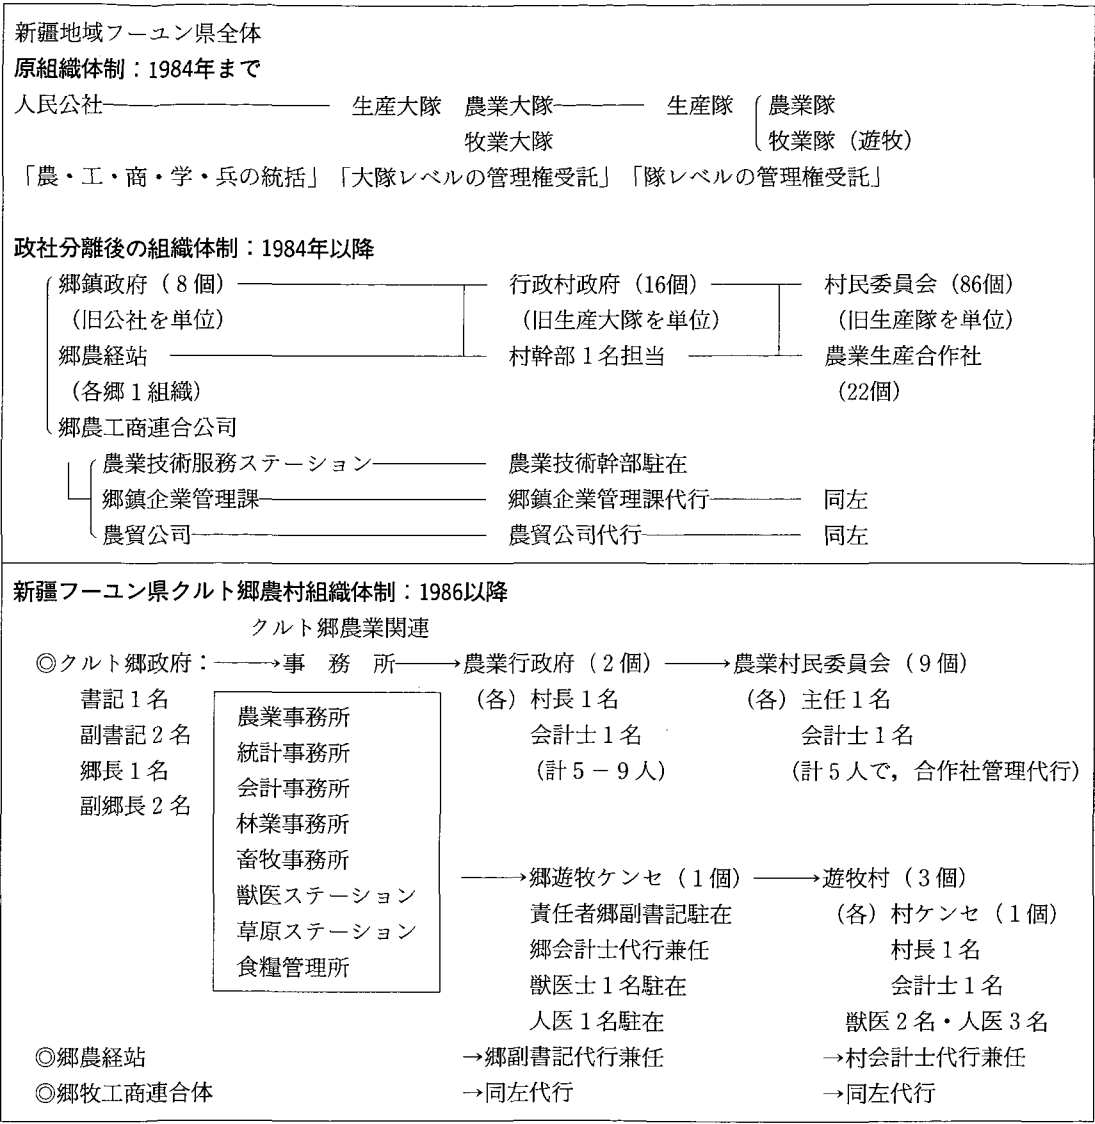 新疆地域フーユン県全体
原組織体制：1984年まで
人民公社 生産大隊 農業大隊 生産隊 農業隊
牧業大隊 牧業隊（遊牧）
「農・工・商・学・兵の統括」「大隊レベルの管理権受託」「隊レベルの管理権受託」
政社分離後の組織体制：1984年以降
郷鎮政府（8個） 行政村政府（16個） 村民委員会（86個）
（旧公社を単位） （旧生産大隊を単位） （旧生産隊を単位）
郷農経站 村幹部1名担当 農業生産合作社
（各郷1組織） （22個）
郷農工商連合公司
農業技術服務ステーション 農業技術幹部駐在
郷鎮企業管理課 郷鎮企業管理課代行 同左
農貿公司 農貿公司代行 同左
新疆フーユン県クルト郷農村組織体制：1986以降
クルト郷農業関連
◎クルト郷政府：→事 務 所→農業行政府（2個）→農業村民委員会（9個）
書記1名 （各）村長1名 （各）主任1名
農業事務所
副書記2名 会計士1名 会計士1名
統計事務所
郷長1名 （計5－9人） （計5人で，合作社管理代行）
会計事務所
副郷長2名
林業事務所
畜牧事務所
→郷遊牧ケンセ（1個）→遊牧村（3個）
獣医ステーション 責任者郷副書記駐在 （各）村ケンセ（1個）
草原ステーション 郷会計士代行兼任 村長1名
食糧管理所 獣医士1名駐在 会計士1名
人医1名駐在 獣医2名・人医3名
◎郷農経站 →郷副書記代行兼任 →村会計士代行兼任
◎郷牧工商連合体 →同左代行 →同左代行